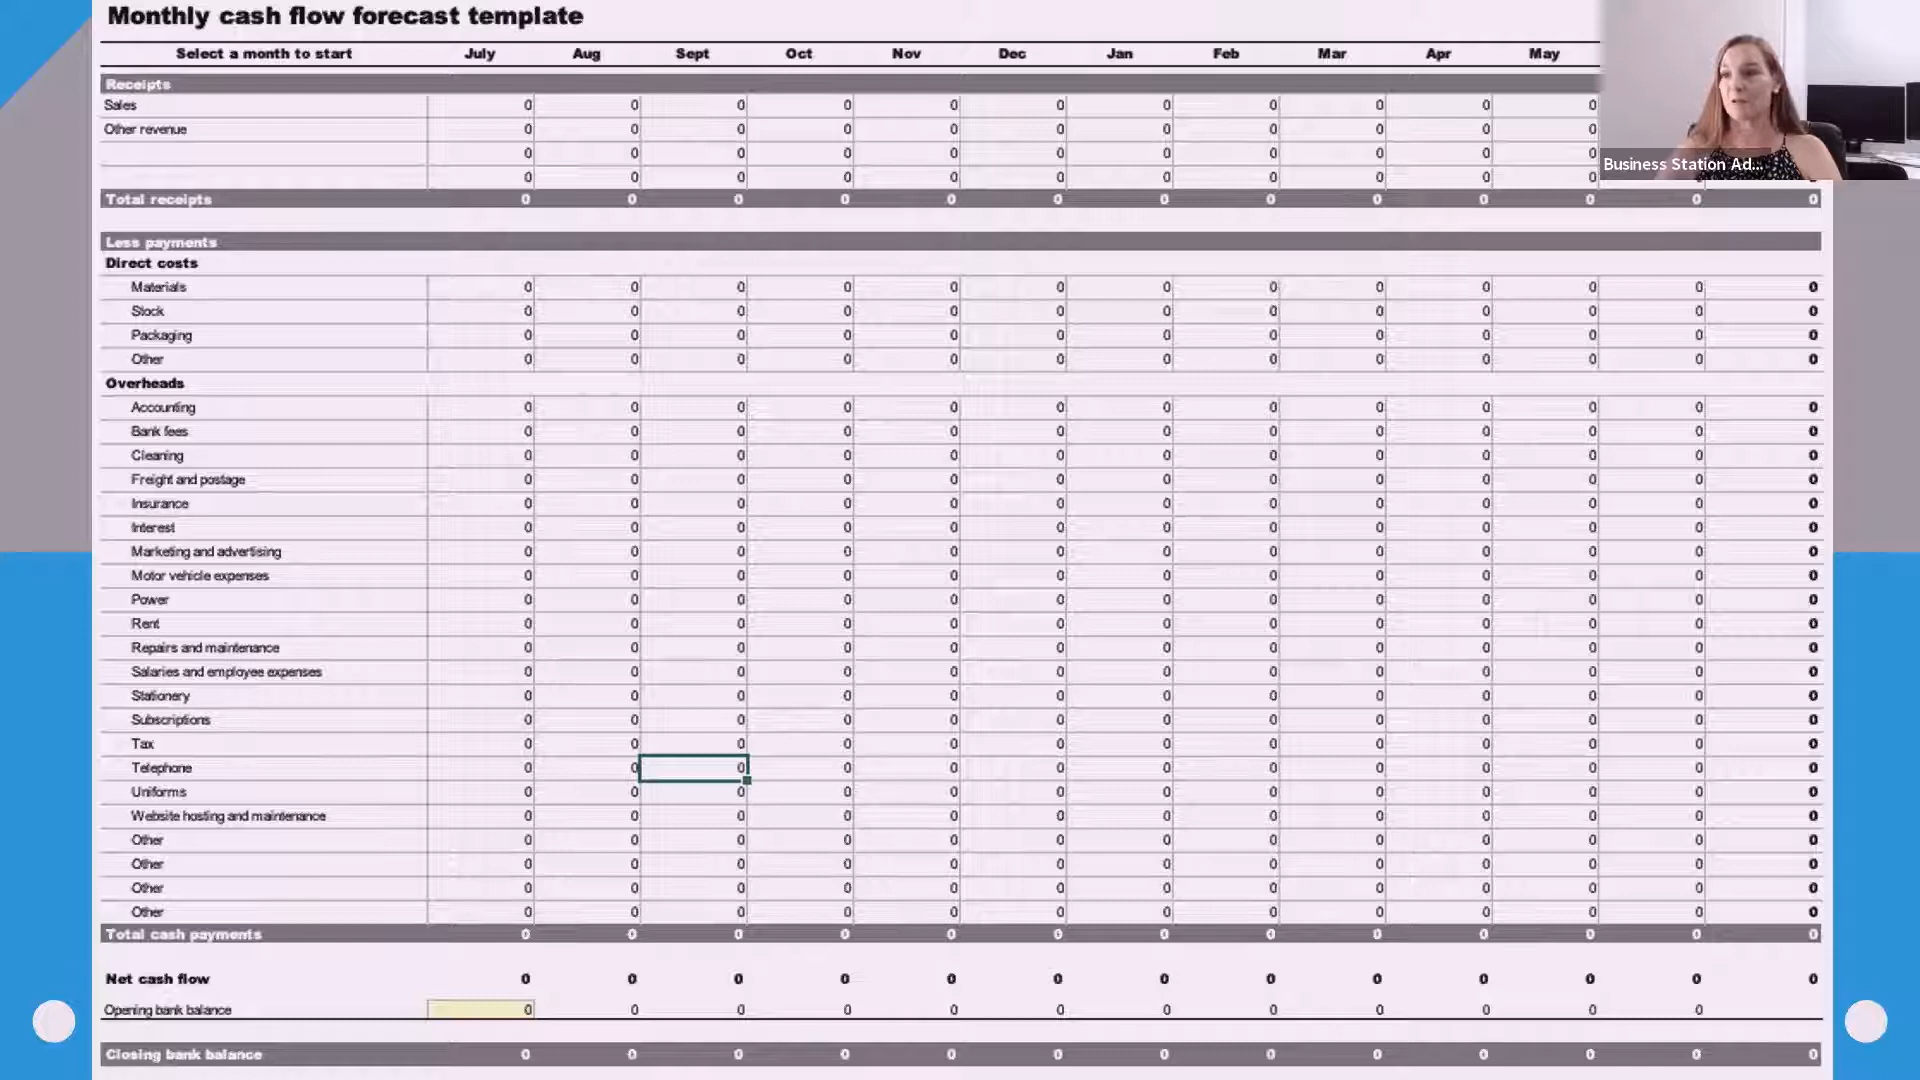 Monthly cash flow forecast template
Select a month to start July Aug Sept Oct Nov Dec Jan Feb Mar Apr May
Receipts
Sales 0 0 0 0 0 0 0 0 0 0 0
Other revenue 0 0 0 0 0 0 0 0 0 0 0
0 0 0 0 0 0 0 0 0 0 0
0 0 0 0 0 0 0 0 0 0 0
Business Station Ad...
Total receipts 0 0 0 0 0 0 0 0 0 0 0 0 0
Less payments
Direct costs
Materials 0 0 0 0 0 0 0 0 0 0 0 0 0
Stock 0 0 0 0 0 0 0 0 0 0 0 0 0
Packaging 0 0 0 0 0 0 0 0 0 0 0 0 0
Other 0 0 0 0 0 0 0 0 0 0 0 0 0
Overheads
Accounting 0 0 0 0 0 0 0 0 0 0 0 0 0
Bank fees 0 0 0 0 0 0 0 0 0 0 0 0 0
Cleaning 0 0 0 0 0 0 0 0 0 0 0 0 0
Freight and postage 0 0 0 0 0 0 0 0 0 0 0 0 0
Insurance 0 0 0 0 0 0 0 0 0 0 0 0 0
Interest 0 0 0 0 0 0 0 0 0 0 0 0 0
Marketing and advertising 0 0 0 0 0 0 0 0 0 0 0 0 0
Motor vehicle expenses 0 0 0 0 0 0 0 0 0 0 0 0 0
Power 0 0 0 0 0 0 0 0 0 0 0 0 0
Rent 0 0 0 0 0 0 0 0 0 0 0 0 0
Repairs and maintenance 0 0 0 0 0 0 0 0 0 0 0 0 0
Salaries and employee expenses 0 0 0 0 0 0 0 0 0 0 0 0 0
Stationery 0 0 0 0 0 0 0 0 0 0 0 0 0
Subscriptions 0 0 0 0 0 0 0 0 0 0 0 0 0
Tax 0 0 0 0 0 0 0 0 0 0 0 0 0
Telephone 0 0 0 0 0 0 0 0 0 0 0 0 0
Uniforms 0 0 0 0 0 0 0 0 0 0 0 0 0
Website hosting and maintenance 0 0 0 0 0 0 0 0 0 0 0 0 0
Other 0 0 0 0 0 0 0 0 0 0 0 0 0
Other 0 0 0 0 0 0 0 0 0 0 0 0 0
Other 0 0 0 0 0 0 0 0 0 0 0 0 0
Other 0 0 0 0 0 0 0 0 0 0 0 0 0
Total cash payments 0 0 0 0 0 0 0 0 0 0 0 0 0
Net cash flow 0 0 0 0 0 0 0 0 0 0 0 0 0
Opening bank balance 0 0 0 0 0 0 0 0 0 0 0 0
Closing bank balance 0 0 0 0 0 0 0 0 0 0 0 0 0